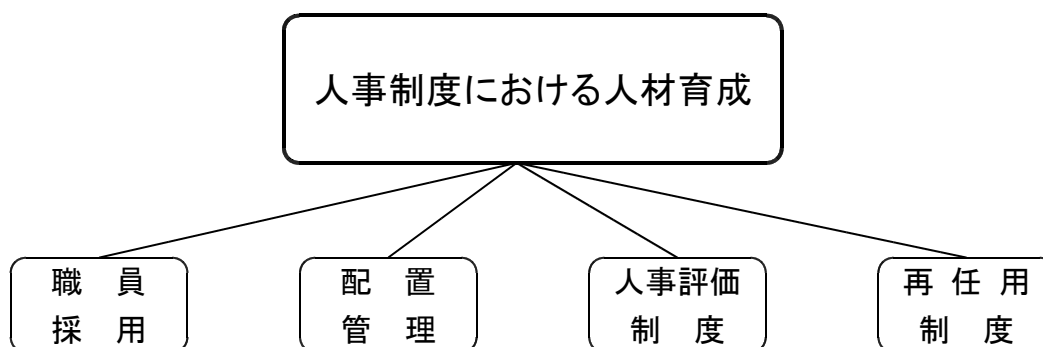 人事制度における人材育成
職 員
採 用
配 置
管 理
人事評価
制 度
再 任 用
制 度